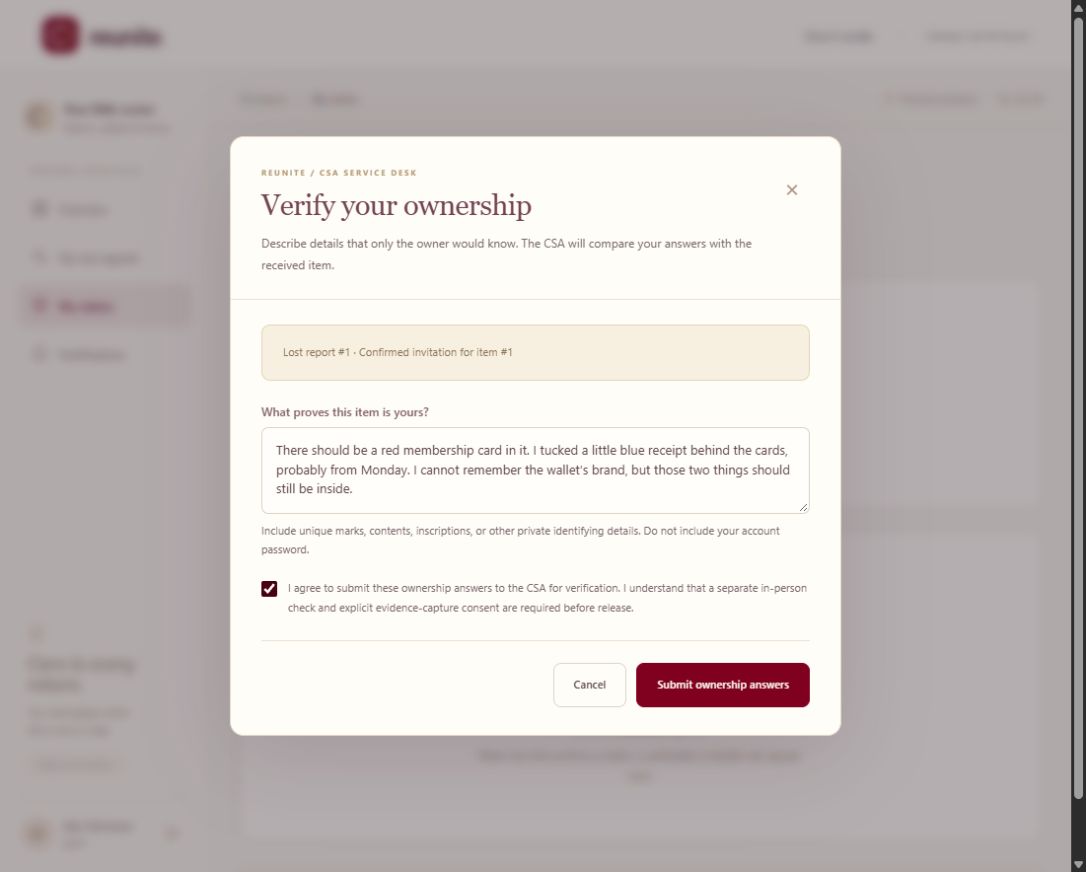 reunite
REUNITE / CSA SERVICE DESK
Verify your ownership
Describe details that only the owner would know. The CSA will compare your answers with the
received item.
Lost report #1 · Confirmed invitation for item #1
What proves this item is yours?
There should be a red membership card in it. I tucked a little blue receipt behind the cards,
probably from Monday. I cannot remember the wallet's brand, but those two things should
still be inside.
Include unique marks, contents, inscriptions, or other private identifying details. Do not include your account
password.
I agree to submit these ownership answers to the CSA for verification. I understand that a separate in-person
check and explicit evidence-capture consent are required before release.
Cancel
Submit ownership answers